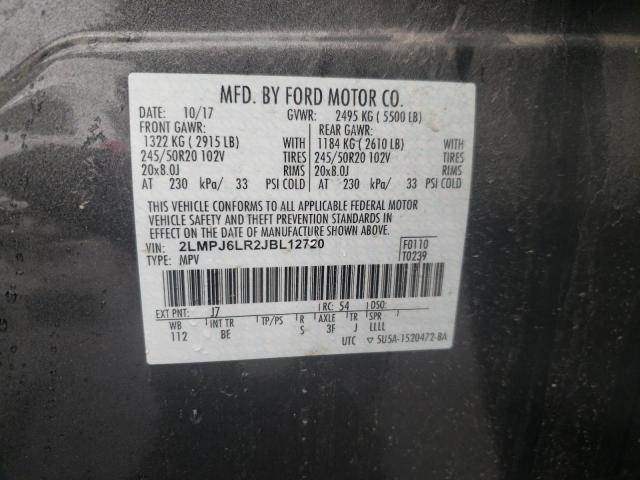 MFD. BY FORD MOTOR CO.
DATE: 10/17 GVWR: 2495 KG ( 5500 LB)
FRONT GAWR: REAR GAWR:
1322 KG ( 2915 LB) WITH 1184 KG ( 2610 LB) WITH
245/50R20 102V TIRES 245/50R20 102V TIRES
20x8.0J RIMS 20x8.0J RIMS
AT 230 kPa/ 33 PSI COLD AT 230 kPa/ 33 PSI COLD
THIS VEHICLE CONFORMS TO ALL APPLICABLE FEDERAL MOTOR
VEHICLE SAFETY AND THEFT PREVENTION STANDARDS IN
EFFECT ON THE DATE OF MANUFACTURE SHOWN ABOVE.
VIN: 2LMPJ6LR2JBL12720 F0110
TYPE: MPV T0239
EXT PNT: J7 RC: 54 DSO:
WB INT TR TP/PS R AXLE TR SPR
112 BE S 3F J LLLL
UTC ▽ 5U5A-1520472-BA